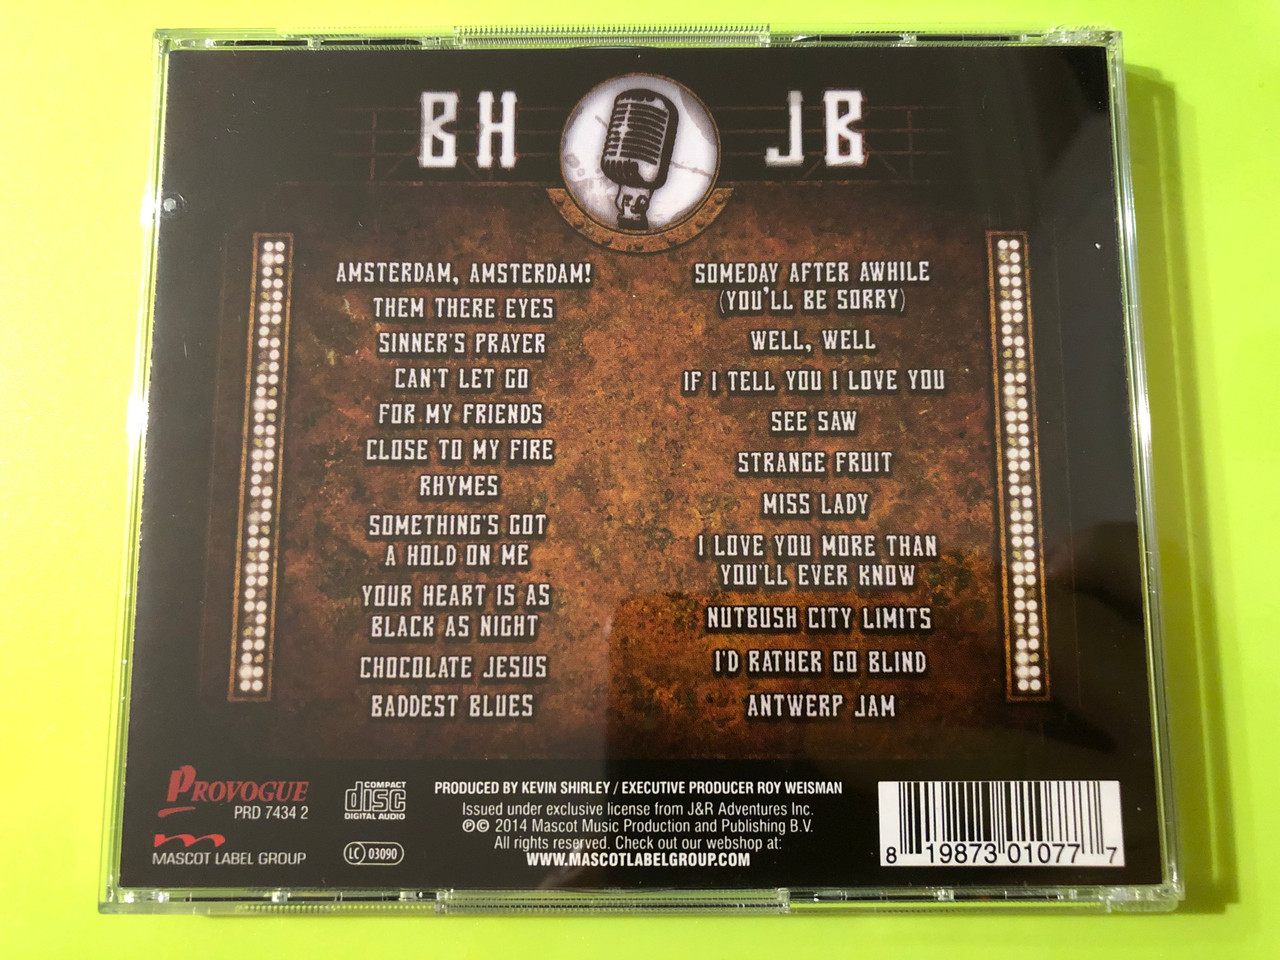 BH JB
AMSTERDAM, AMSTERDAM!
THEM THERE EYES
SINNER'S PRAYER
CAN'T LET GO
FOR MY FRIENDS
CLOSE TO MY FIRE
RHYMES
SOMETHING'S GOT
A HOLD ON ME
YOUR HEART IS AS
BLACK AS NIGHT
CHOCOLATE JESUS
BADDEST BLUES
SOMEDAY AFTER AWHILE
(YOU'LL BE SORRY)
WELL, WELL
IF I TELL YOU I LOVE YOU
SEE SAW
STRANGE FRUIT
MISS LADY
I LOVE YOU MORE THAN
YOU'LL EVER KNOW
NUTBUSH CITY LIMITS
I'D RATHER GO BLIND
ANTWERP JAM
PROVOGUE
PRD 7434 2
MASCOT LABEL GROUP
COMPACT
disc
DIGITAL AUDIO
LC 03090
PRODUCED BY KEVIN SHIRLEY / EXECUTIVE PRODUCER ROY WEISMAN
Issued under exclusive license from J&R Adventures Inc.
℗© 2014 Mascot Music Production and Publishing B.V.
All rights reserved. Check out our webshop at:
WWW.MASCOTLABELGROUP.COM
8 19873 01077 7